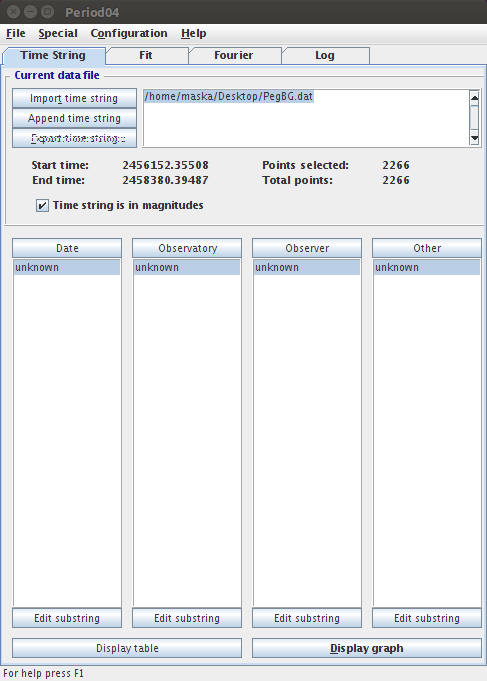 Period04
File Special Configuration Help
Time String Fit Fourier Log
Current data file
Import time string
/home/maska/Desktop/PegBG.dat
Append time string
Export time string...
Start time: 2456152.35508 Points selected: 2266
End time: 2458380.39487 Total points: 2266
Time string is in magnitudes
Date Observatory Observer Other
unknown unknown unknown unknown
Edit substring Edit substring Edit substring Edit substring
Display table Display graph
For help press F1